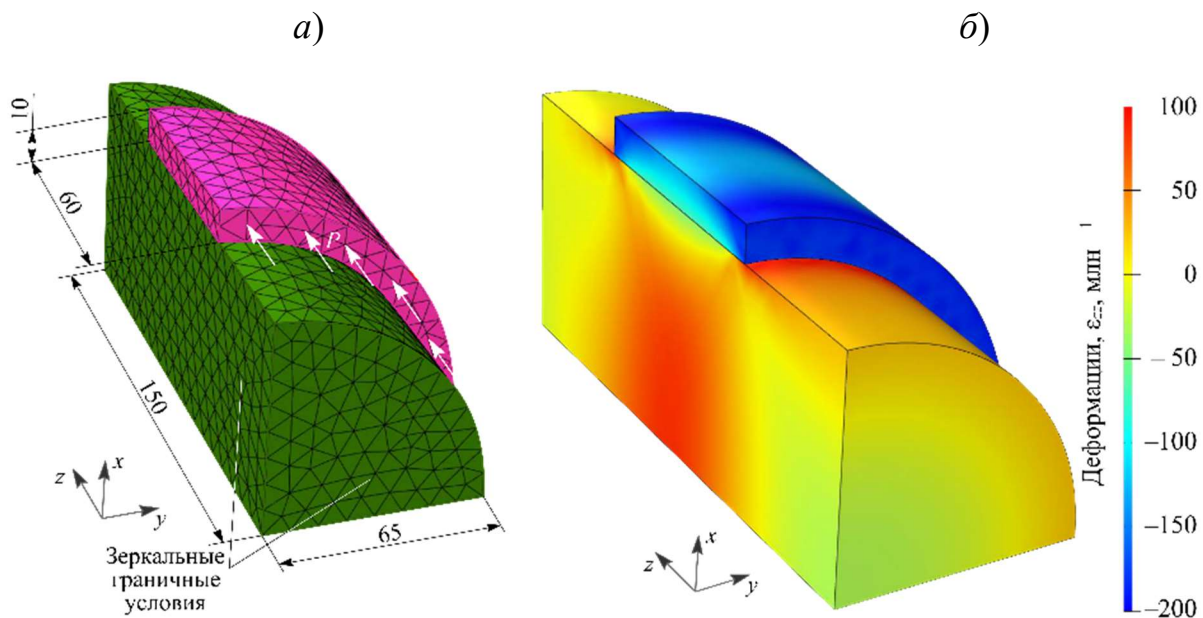 а)
б)
10
60
P
150
65
z
x
y
Зеркальные
граничные
условия
z
x
y
100
50
0
−50
−100
−150
−200
Деформации, εzz, млн⁻¹